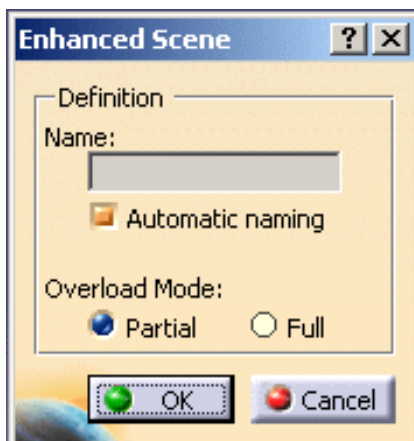 Enhanced Scene ?
Definition
Name:
Automatic naming
Overload Mode:
Partial Full
OK Cancel